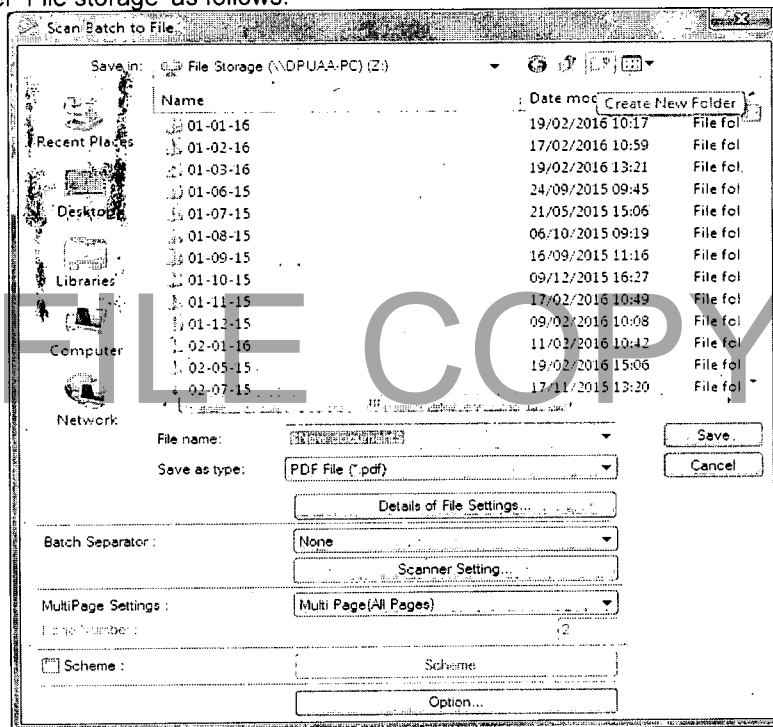 File storage as follows:
Scan Batch to File
Save in: File Storage (\\DPUAA-PC) (Z:)
Name Date mod
Create New Folder
01-01-16 19/02/2016 10:17 File fol
01-02-16 17/02/2016 10:59 File fol
01-03-16 19/02/2016 13:21 File fol
01-06-15 24/09/2015 09:45 File fol
01-07-15 21/05/2015 15:06 File fol
01-08-15 06/10/2015 09:19 File fol
01-09-15 16/09/2015 11:16 File fol
01-10-15 09/12/2015 16:27 File fol
01-11-15 17/02/2016 10:49 File fol
01-12-15 09/02/2016 10:08 File fol
02-01-16 11/02/2016 10:42 File fol
02-05-15 19/02/2016 15:06 File fol
02-07-15 17/11/2015 13:20 File fol
Recent Places
Desktop
Libraries
Computer
Network
FILE COPY
File name: Save
Save as type: PDF File (*.pdf) Cancel
Details of File Settings...
Batch Separator : None
Scanner Setting...
MultiPage Settings : Multi Page(All Pages)
Page Number : 2
Scheme : Scheme
Option...